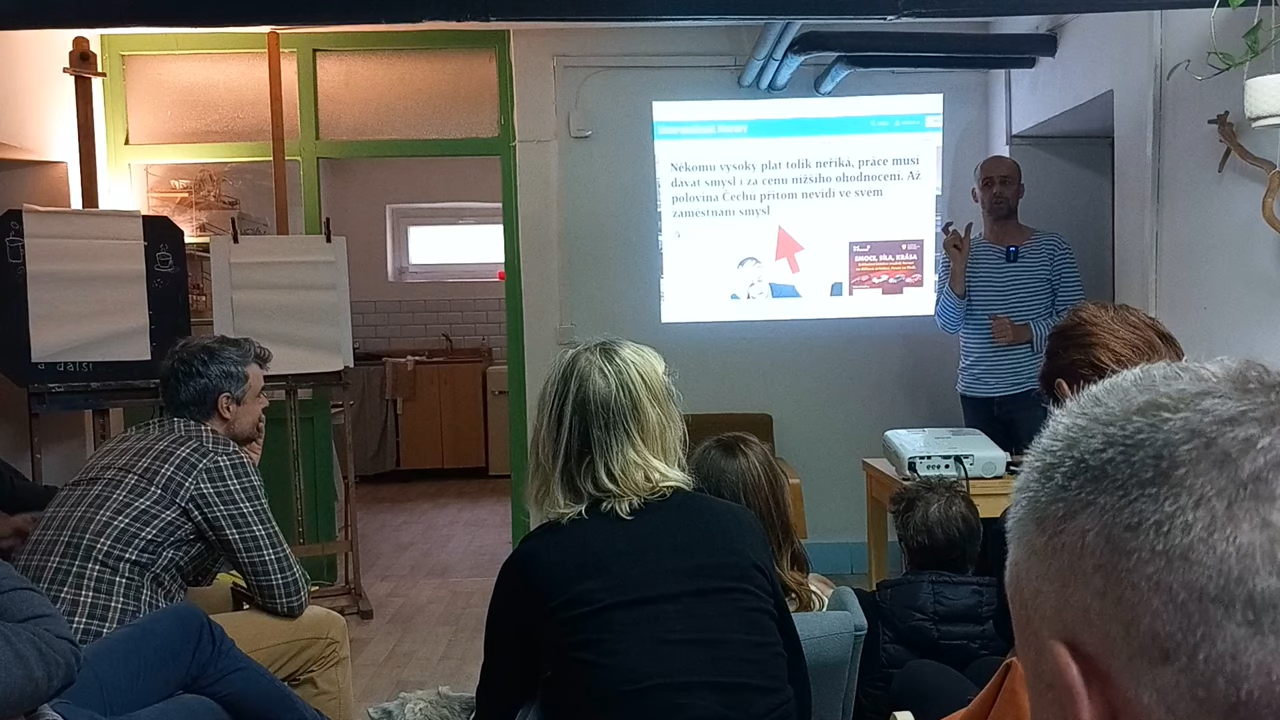 Někomu vysoký plat tolik neříká, práce musí
dávat smysl i za cenu nižšího ohodnocení. Až
polovina Čechů přitom nevidí ve svém
zaměstnání smysl
EMOCE, SÍLA, KRÁSA
a další